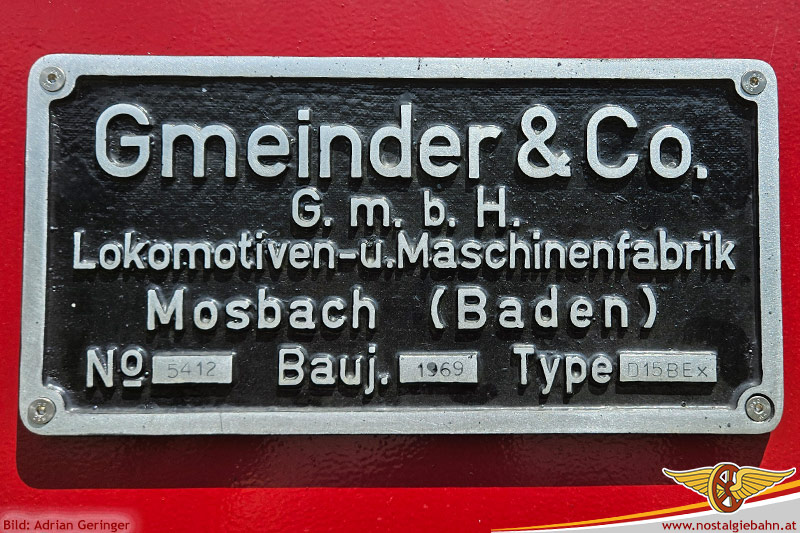 Gmeinder & Co.
G. m. b. H.
Lokomotiven-u. Maschinenfabrik
Mosbach (Baden)
Nº 5412 Bauj. 1969 Type D15BEx
Bild: Adrian Geringer
www.nostalgiebahn.at